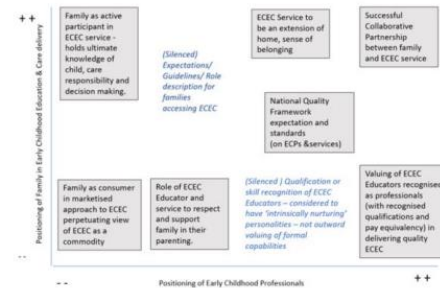 ++
Positioning of Family in Early Childhood Education & Care delivery
--
Family as active
participant in
ECEC service -
holds ultimate
knowledge of
child, care
responsibility and
decision making.
(Silenced)
Expectations/
Guidelines/ Role
description for
families
accessing ECEC
ECEC Service to
be an extension of
home, sense of
belonging
Successful
Collaborative
Partnership
between family
and ECEC service
National Quality
Framework
expectation and
standards
(on ECPs &services)
Family as consumer
in marketised
approach to ECEC
perpetuating view
of ECEC as a
commodity
Role of ECEC
Educator and
service to respect
and support
family in their
parenting.
(Silenced ) Qualification or
skill recognition of ECEC
Educators – considered to
have 'intrinsically nurturing'
personalities – not outward
valuing of formal
capabilities
Valuing of ECEC
Educators recognised
as professionals
(with recognised
qualifications and
pay equivalency) in
delivering quality
ECEC
--
Positioning of Early Childhood Professionals
++